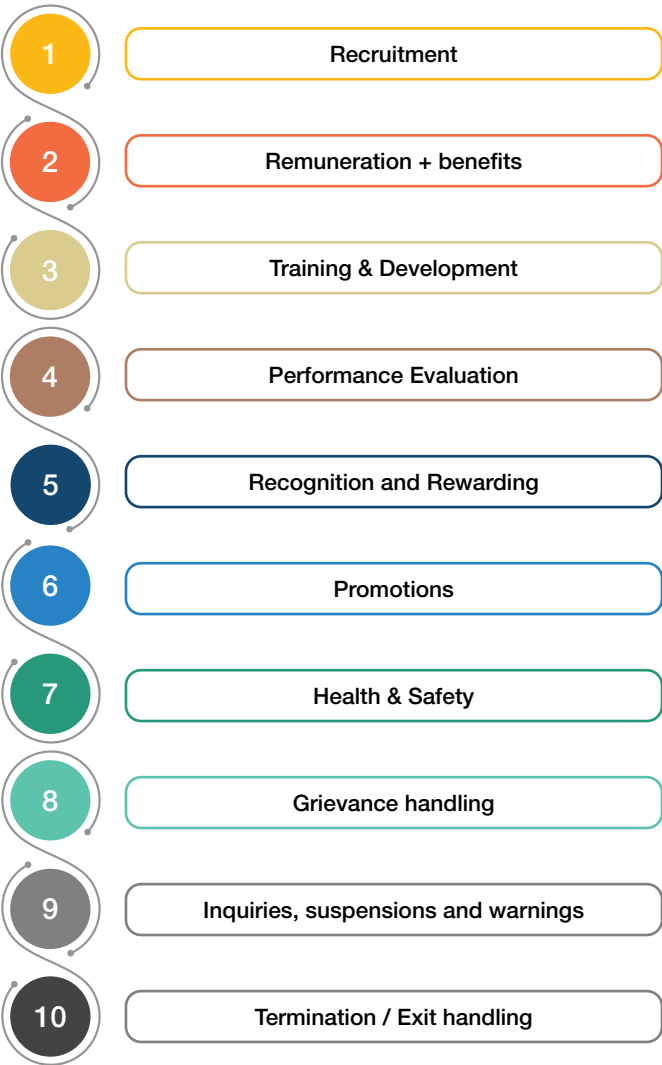 1
Recruitment
2
Remuneration + benefits
3
Training & Development
4
Performance Evaluation
5
Recognition and Rewarding
6
Promotions
7
Health & Safety
8
Grievance handling
9
Inquiries, suspensions and warnings
10
Termination / Exit handling